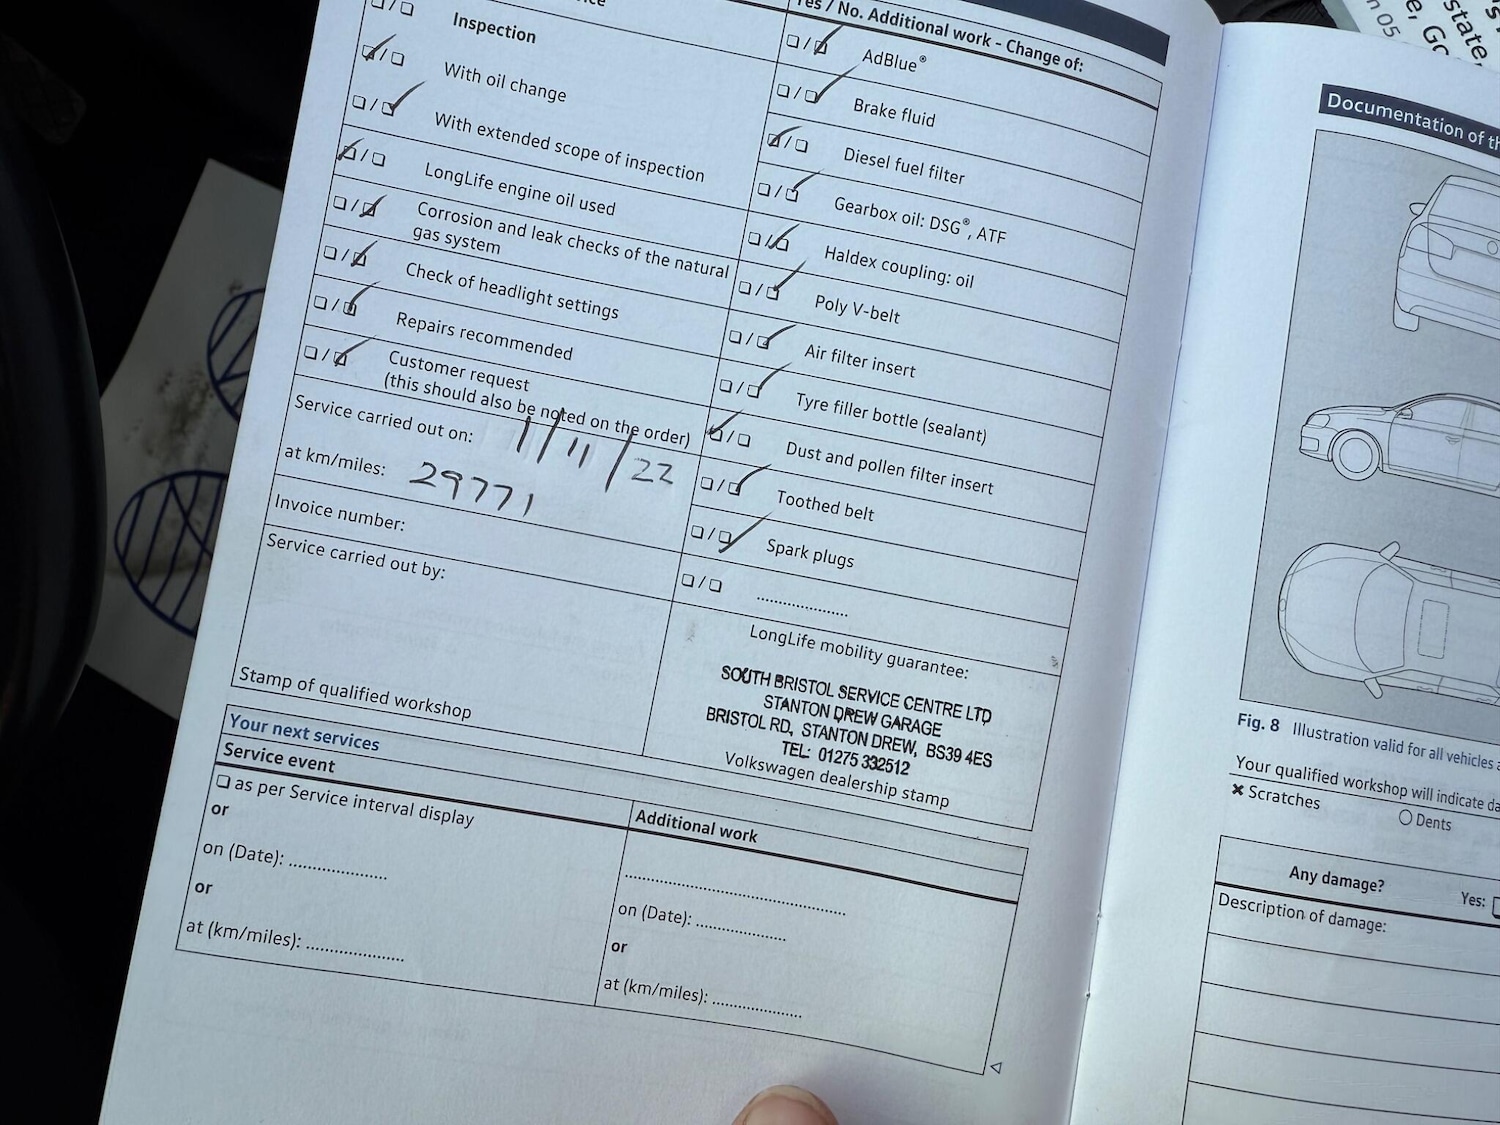 Yes / No. Additional work – Change of:
Inspection
With oil change
With extended scope of inspection
LongLife engine oil used
Corrosion and leak checks of the natural
gas system
Check of headlight settings
Repairs recommended
Customer request
(this should also be noted on the order)
Service carried out on: 1/11/22
at km/miles: 29771
Invoice number:
Service carried out by:
Stamp of qualified workshop
AdBlue®
Brake fluid
Diesel fuel filter
Gearbox oil: DSG®, ATF
Haldex coupling: oil
Poly V-belt
Air filter insert
Tyre filler bottle (sealant)
Dust and pollen filter insert
Toothed belt
Spark plugs
....................
LongLife mobility guarantee:
SOUTH BRISTOL SERVICE CENTRE LTD
STANTON DREW GARAGE
BRISTOL RD, STANTON DREW, BS39 4ES
TEL: 01275 332512
Volkswagen dealership stamp
Your next services
Service event
as per Service interval display
or
on (Date): ....................
or
at (km/miles): ....................
Additional work
....................
on (Date): ....................
or
at (km/miles): ....................
Documentation of
Fig. 8 Illustration valid for all vehicles
Your qualified workshop will indicate
✖ Scratches
○ Dents
Any damage?
Yes:
Description of damage:
state,
05